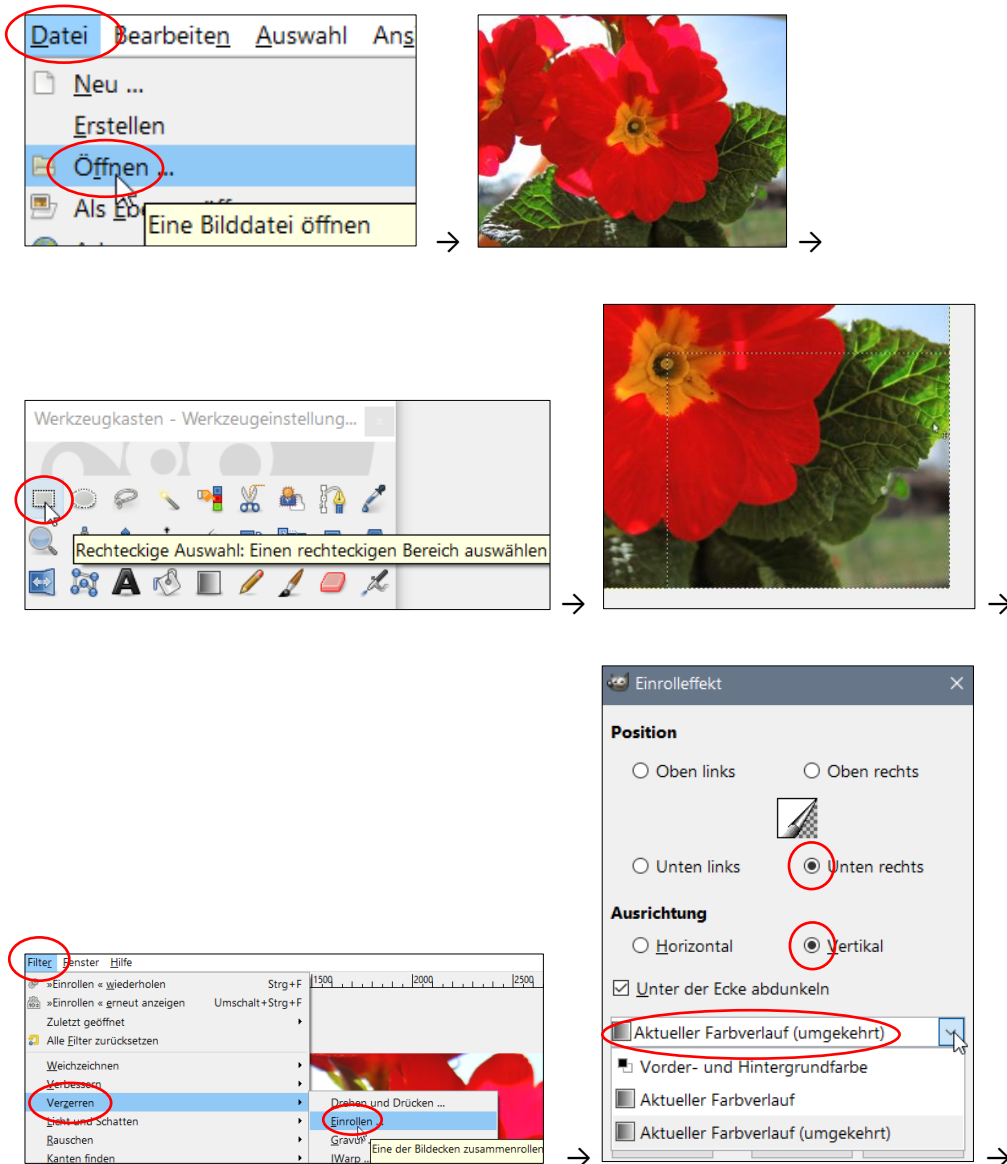 Datei Bearbeiten Auswahl Ans
Neu ...
Erstellen
Öffnen ...
Als
Eine Bilddatei öffnen
→
→
Werkzeugkasten - Werkzeugeinstellung...
Rechteckige Auswahl: Einen rechteckigen Bereich auswählen
→
→
Filter Fenster Hilfe
»Einrollen « wiederholen Strg+F
»Einrollen « erneut anzeigen Umschalt+Strg+F
Zuletzt geöffnet
Alle Filter zurücksetzen
Weichzeichnen
Verbessern
Verzerren
Licht und Schatten
Rauschen
Kanten finden
1500 2000 2500
Drehen und Drücken ...
Einrollen ...
Gravur
Eine der Bildecken zusammenrollen
IWarp ...
→
Einrolleffekt
Position
Oben links Oben rechts
Unten links Unten rechts
Ausrichtung
Horizontal Vertikal
Unter der Ecke abdunkeln
Aktueller Farbverlauf (umgekehrt)
Vorder- und Hintergrundfarbe
Aktueller Farbverlauf
Aktueller Farbverlauf (umgekehrt)
→